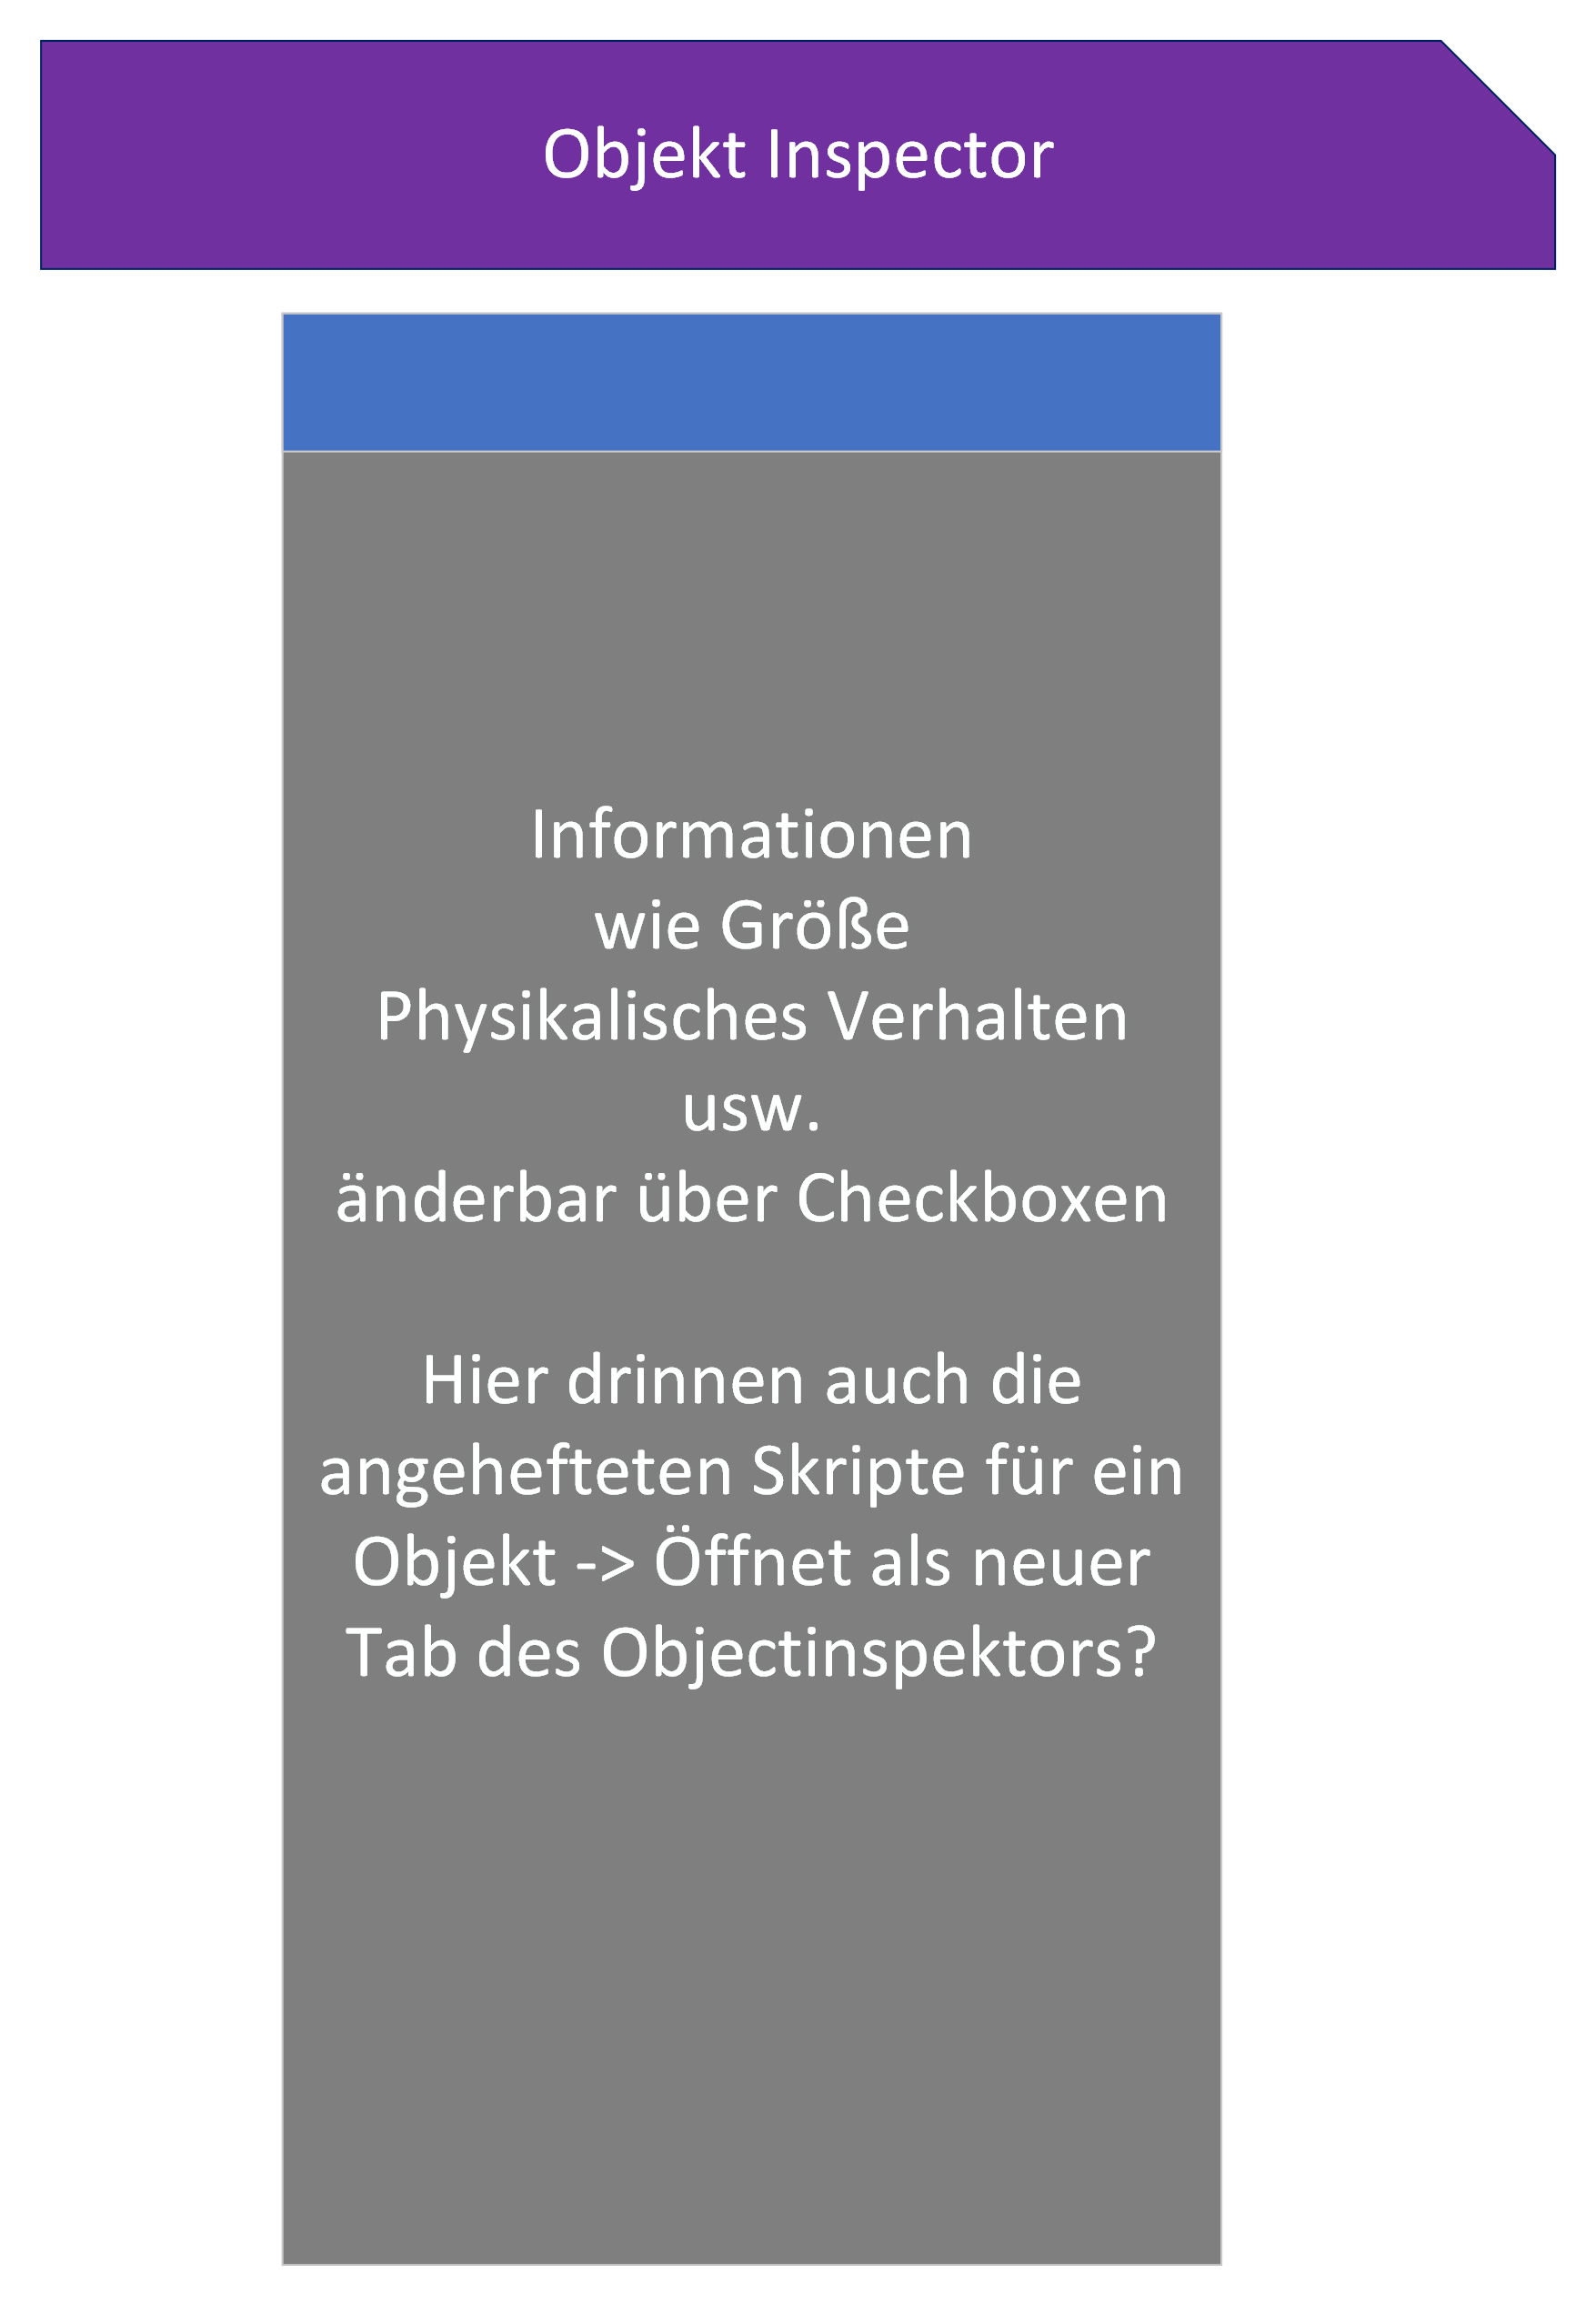 Objekt Inspector
Informationen
wie Größe
Physikalisches Verhalten
usw.
änderbar über Checkboxen
Hier drinnen auch die
angehefteten Skripte für ein
Objekt -> Öffnet als neuer
Tab des Objectinspektors?